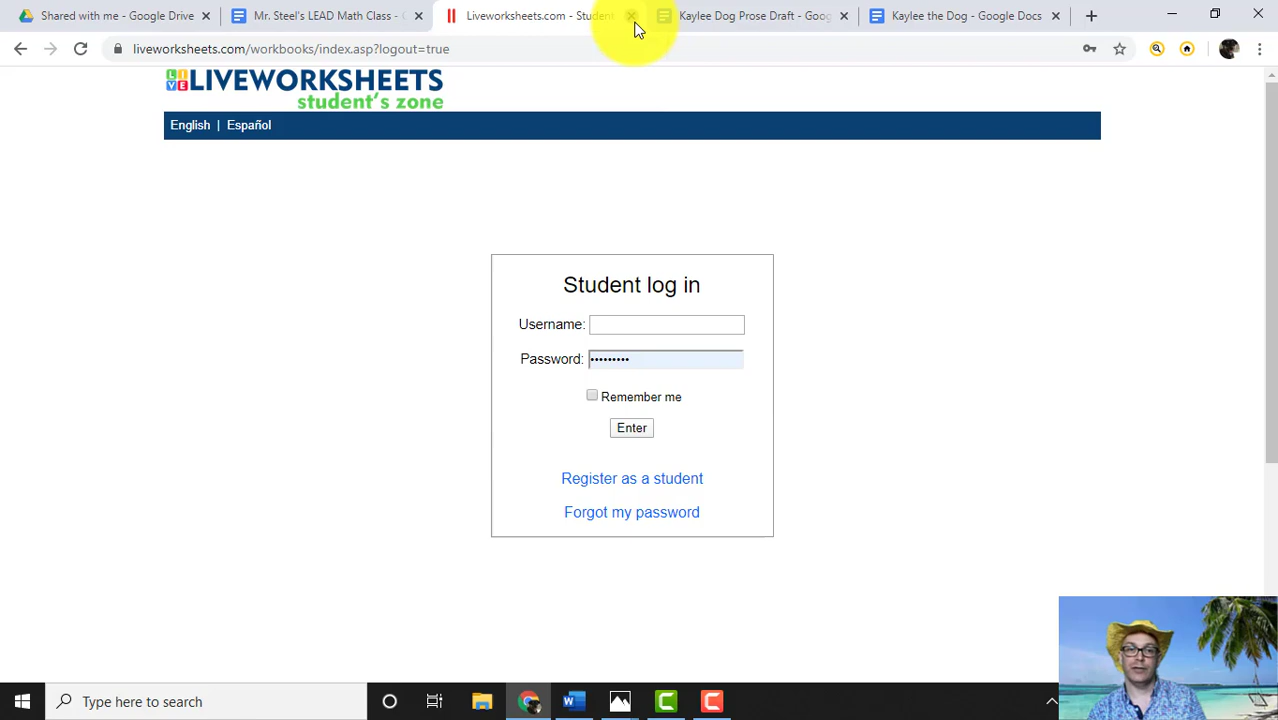 Shared with me - Google Drive
Mr. Steel's LEAD Math Class
Liveworksheets.com - Student
Kaylee Dog Prose Draft - Goog
Kaylee the Dog - Google Docs
liveworksheets.com/workbooks/index.asp?logout=true
LIVE LIVEWORKSHEETS
student's zone
English | Español
Student log in
Username:
Password: •••••••••
Remember me
Enter
Register as a student
Forgot my password
Type here to search